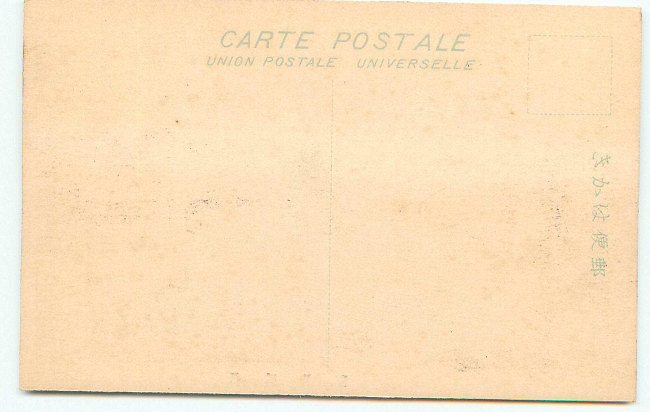 CARTE POSTALE
UNION POSTALE UNIVERSELLE
きかは便郵